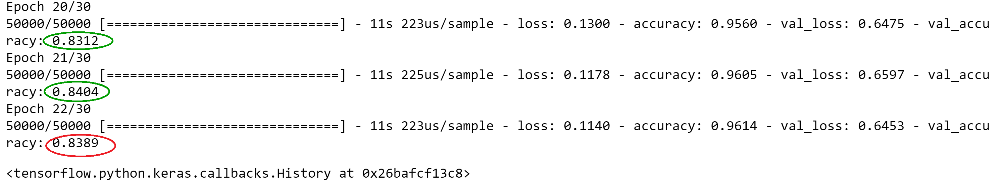 Epoch 20/30
50000/50000 [==============================] - 11s 223us/sample - loss: 0.1300 - accuracy: 0.9560 - val_loss: 0.6475 - val_accu
racy: 0.8312
Epoch 21/30
50000/50000 [==============================] - 11s 225us/sample - loss: 0.1178 - accuracy: 0.9605 - val_loss: 0.6597 - val_accu
racy: 0.8404
Epoch 22/30
50000/50000 [==============================] - 11s 223us/sample - loss: 0.1140 - accuracy: 0.9614 - val_loss: 0.6453 - val_accu
racy: 0.8389
<tensorflow.python.keras.callbacks.History at 0x26bafcf13c8>